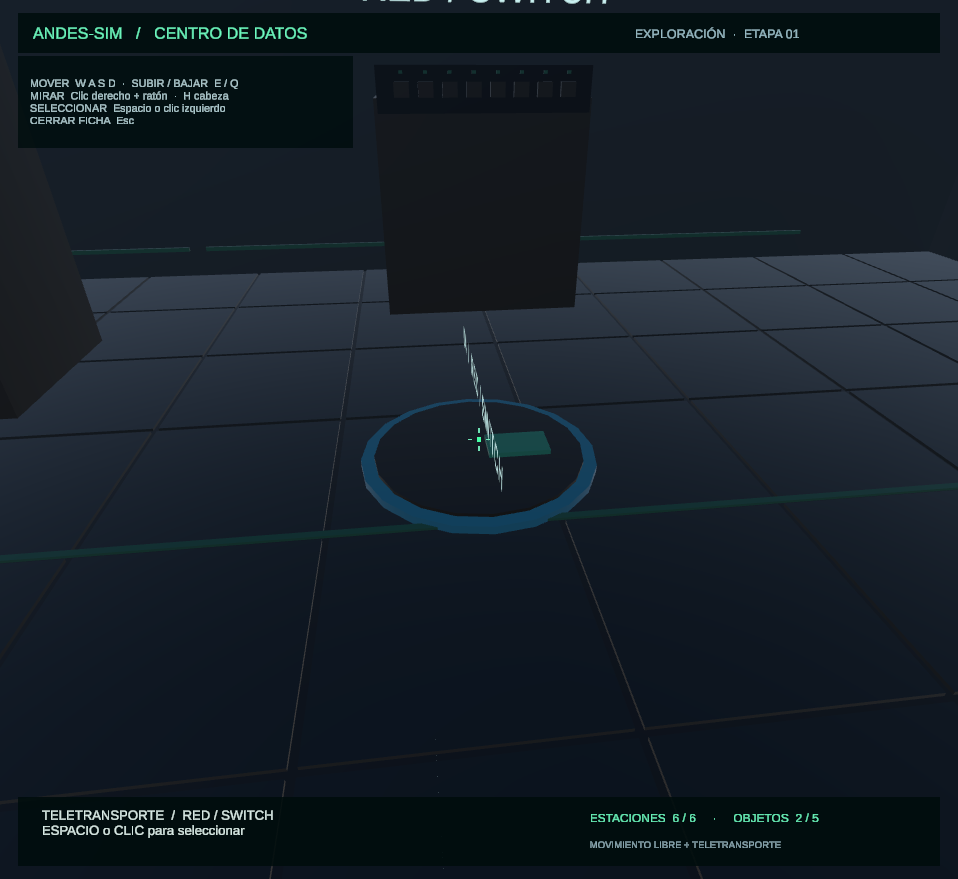 RED / SWITCH
ANDES-SIM / CENTRO DE DATOS
EXPLORACIÓN · ETAPA 01
MOVER W A S D · SUBIR / BAJAR E / Q
MIRAR Clic derecho + ratón · H cabeza
SELECCIONAR Espacio o clic izquierdo
CERRAR FICHA Esc
TELETRANSPORTE / RED / SWITCH
ESPACIO o CLIC para seleccionar
ESTACIONES 6 / 6 · OBJETOS 2 / 5
MOVIMIENTO LIBRE + TELETRANSPORTE